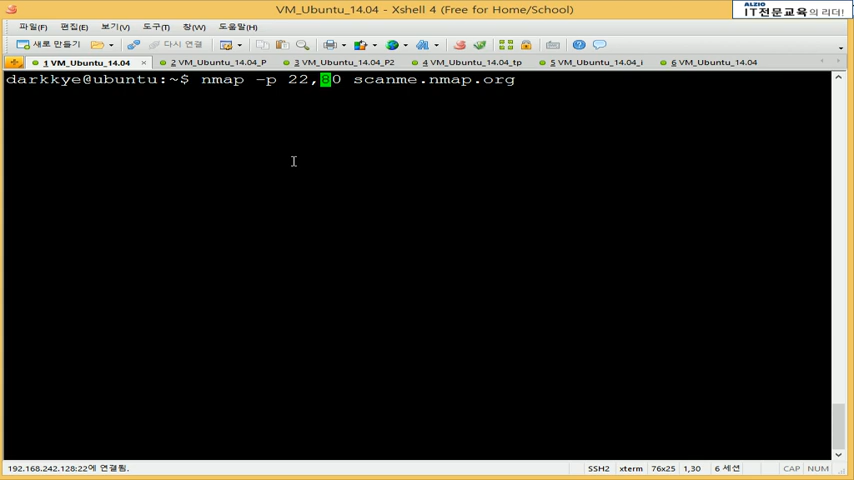 VM_Ubuntu_14.04 - Xshell 4 (Free for Home/School)
ALZIO
IT전문교육의 리더!
파일(F) 편집(E) 보기(V) 도구(T) 창(W) 도움말(H)
새로 만들기 다시 연결
1 VM_Ubuntu_14.04 × 2 VM_Ubuntu_14.04_P 3 VM_Ubuntu_14.04_P2 4 VM_Ubuntu_14.04_tp 5 VM_Ubuntu_14.04_i 6 VM_Ubuntu_14.04
darkkye@ubuntu:~$ nmap -p 22,80 scanme.nmap.org
192.168.242.128:22에 연결됨. SSH2 xterm 76x25 1,30 6 세션 CAP NUM